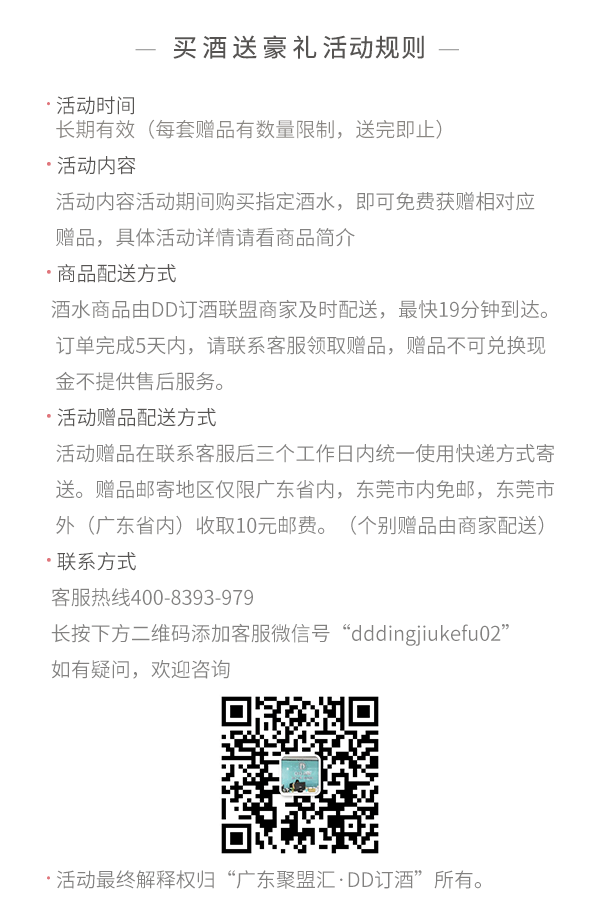 — 买酒送豪礼活动规则 —
·活动时间
长期有效（每套赠品有数量限制，送完即止）
·活动内容
活动内容活动期间购买指定酒水，即可免费获赠相对应
赠品，具体活动详情请看商品简介
·商品配送方式
酒水商品由DD订酒联盟商家及时配送，最快19分钟到达。
订单完成5天内，请联系客服领取赠品，赠品不可兑换现
金不提供售后服务。
·活动赠品配送方式
活动赠品在联系客服后三个工作日内统一使用快递方式寄
送。赠品邮寄地区仅限广东省内，东莞市内免邮，东莞市
外（广东省内）收取10元邮费。（个别赠品由商家配送）
·联系方式
客服热线400-8393-979
长按下方二维码添加客服微信号“dddingjiukefu02”
如有疑问，欢迎咨询
·活动最终解释权归“广东聚盟汇·DD订酒”所有。